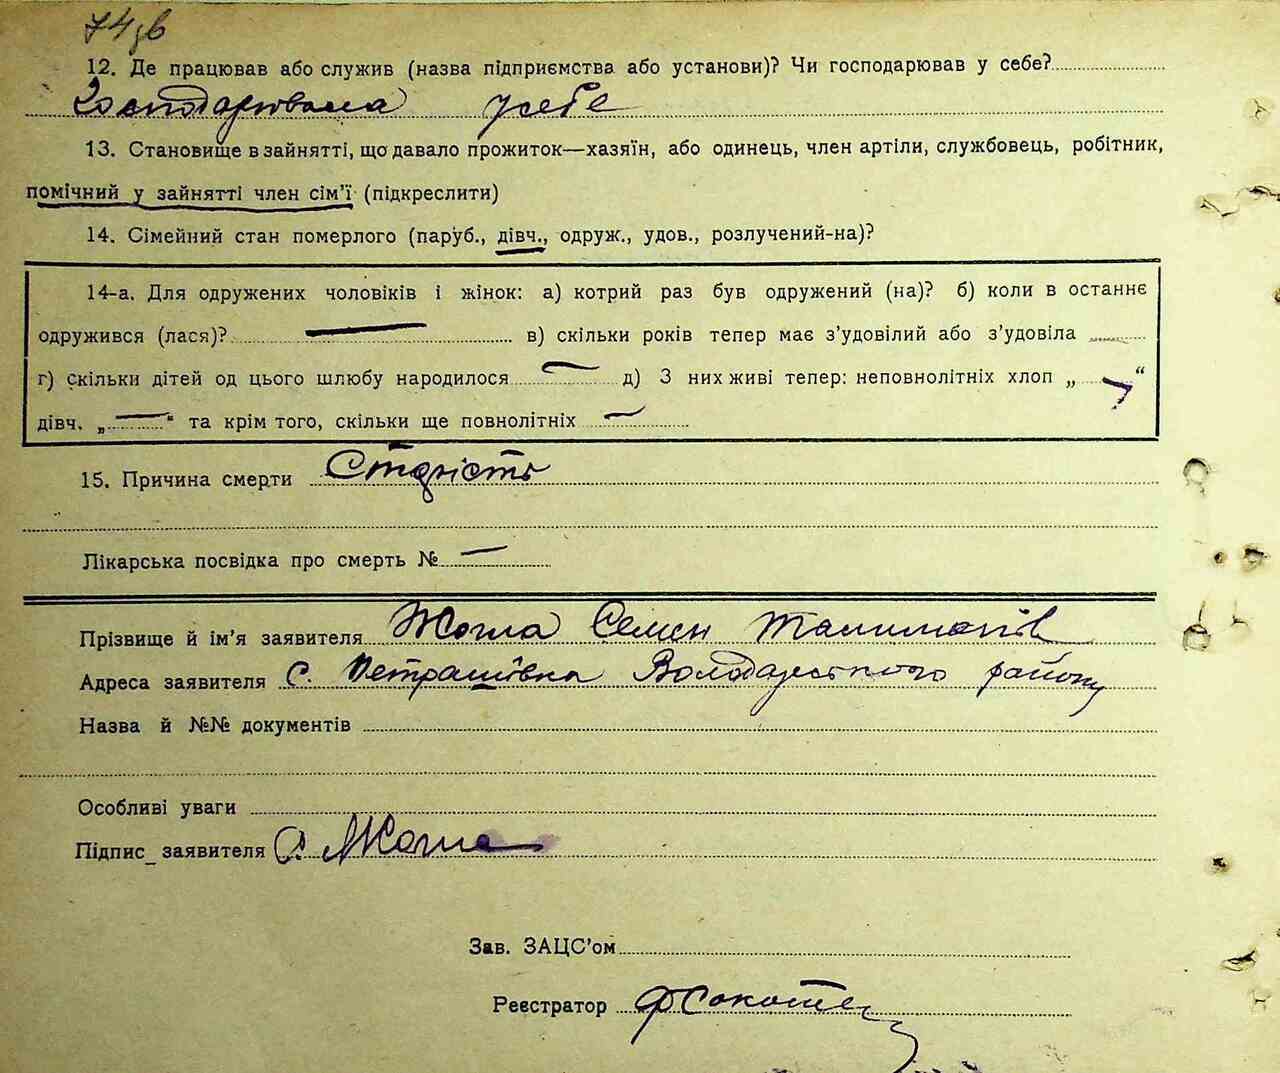 74зв
12. Де працював або служив (назва підприємства або установи)? Чи господарював у себе?
Господарювала у себе
13. Становище в зайнятті, що давало прожиток—хазяїн, або одинець, член артіли, службовець, робітник,
помічний у зайнятті член сім'ї (підкреслити)
14. Сімейний стан померлого (паруб., дівч., одруж., удов., розлучений-на)?
14-а. Для одружених чоловіків і жінок: а) котрий раз був одружений (на)? б) коли в останнє
одружився (лася)? — в) скільки років тепер має з'удовілий або з'удовіла
г) скільки дітей од цього шлюбу народилося — д) З них живі тепер: неповнолітніх хлоп „ — “
дівч. „ — “ та крім того, скільки ще повнолітніх —
15. Причина смерти Старість
Лікарська посвідка про смерть № —
Прізвище й ім'я заявителя Жогла Семен
Адреса заявителя с. Петрашівка Володарського району
Назва й №№ документів
Особливі уваги
Підпис заявителя С. Жогла
Зав. ЗАЦС'ом
Реєстратор